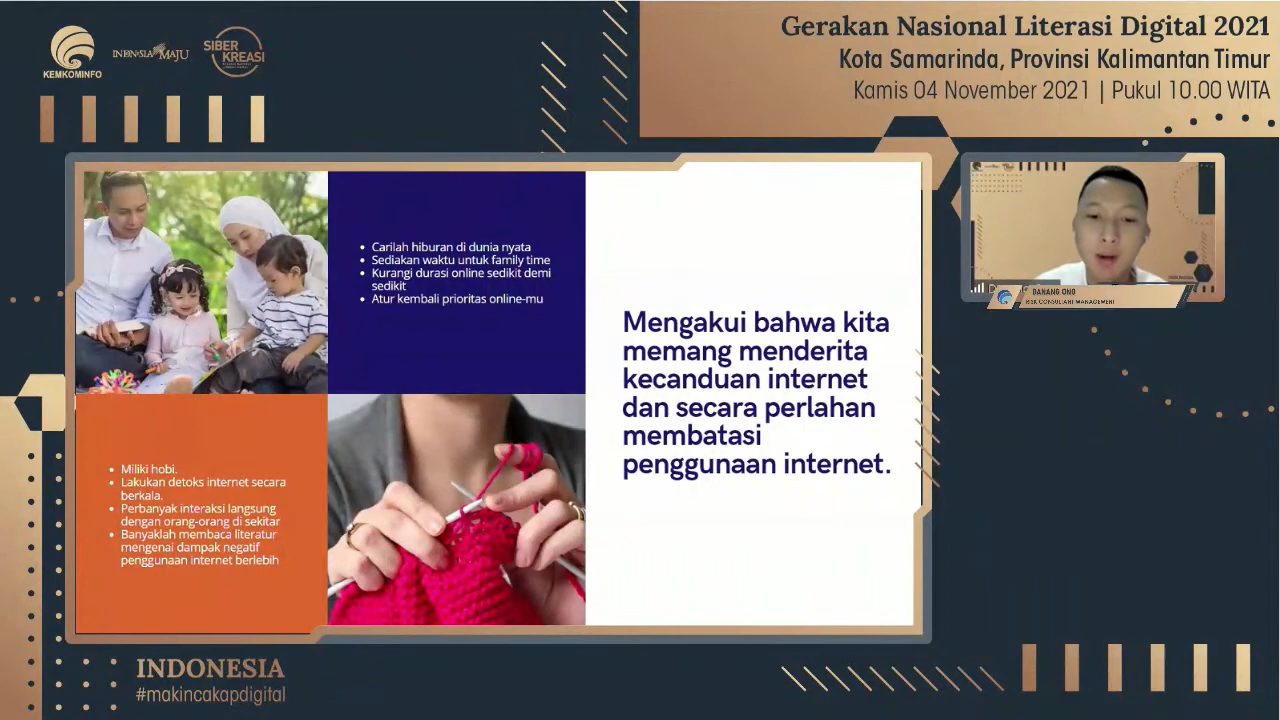 KEMKOMINFO
INDONESIA MAJU
SIBER
KREASI
Gerakan Nasional Literasi Digital 2021
Kota Samarinda, Provinsi Kalimantan Timur
Kamis 04 November 2021 | Pukul 10.00 WITA
• Carilah hiburan di dunia nyata
• Sediakan waktu untuk family time
• Kurangi durasi online sedikit demi
sedikit
• Atur kembali prioritas online-mu
Mengakui bahwa kita
memang menderita
kecanduan internet
dan secara perlahan
membatasi
penggunaan internet.
• Miliki hobi.
• Lakukan detoks internet secara
berkala.
• Perbanyak interaksi langsung
dengan orang-orang di sekitar
• Banyaklah membaca literatur
mengenai dampak negatif
penggunaan internet berlebih
DANANG ONO
RISK CONSULTANT MANAGEMENT
INDONESIA
#makincakapdigital